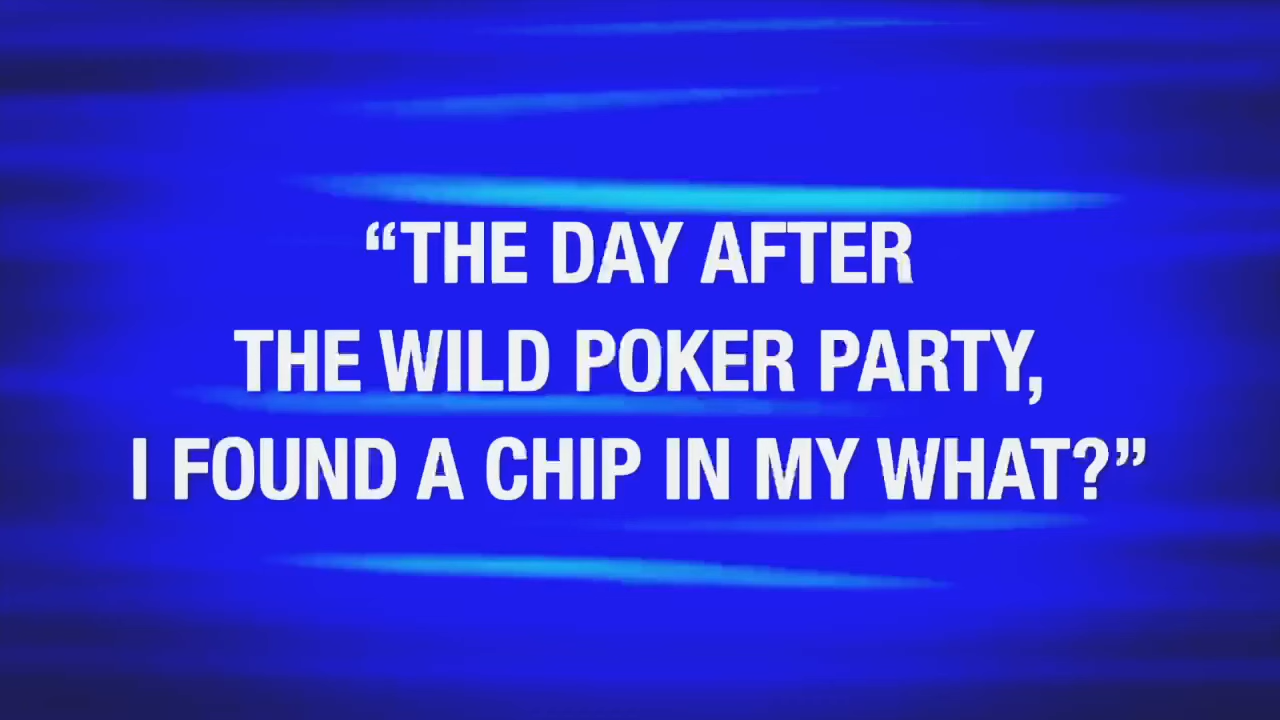 “THE DAY AFTER
THE WILD POKER PARTY,
I FOUND A CHIP IN MY WHAT?”